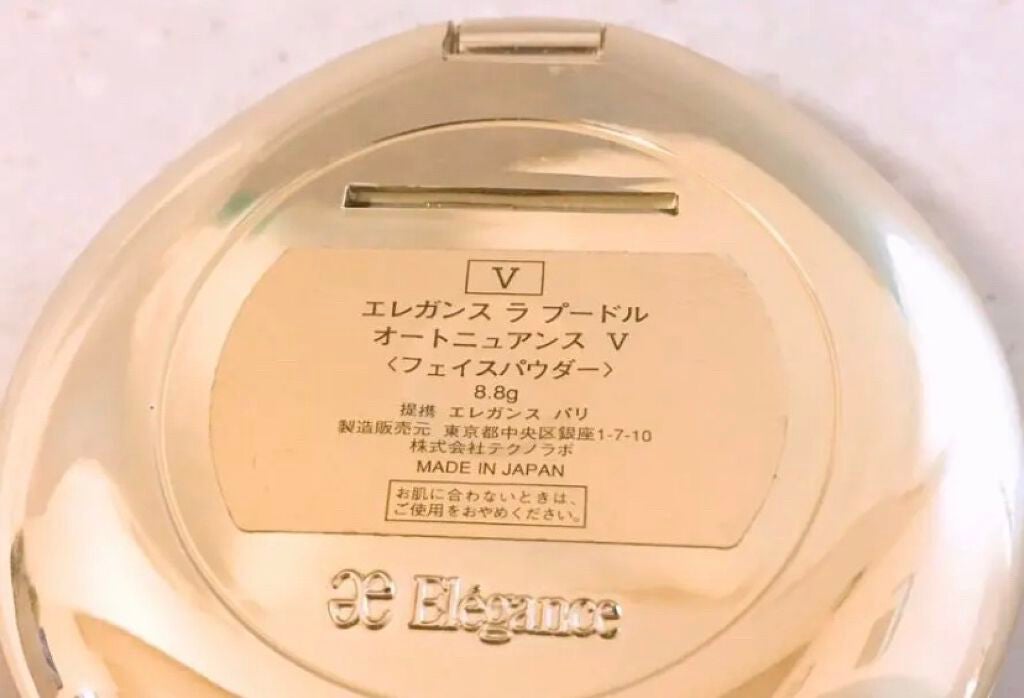 V
エレガンス ラ プードル
オートニュアンス V
〈フェイスパウダー〉
8.8g
提携 エレガンス パリ
製造販売元 東京都中央区銀座1-7-10
株式会社テクノラボ
MADE IN JAPAN
お肌に合わないときは、
ご使用をおやめください。
æ Elégance